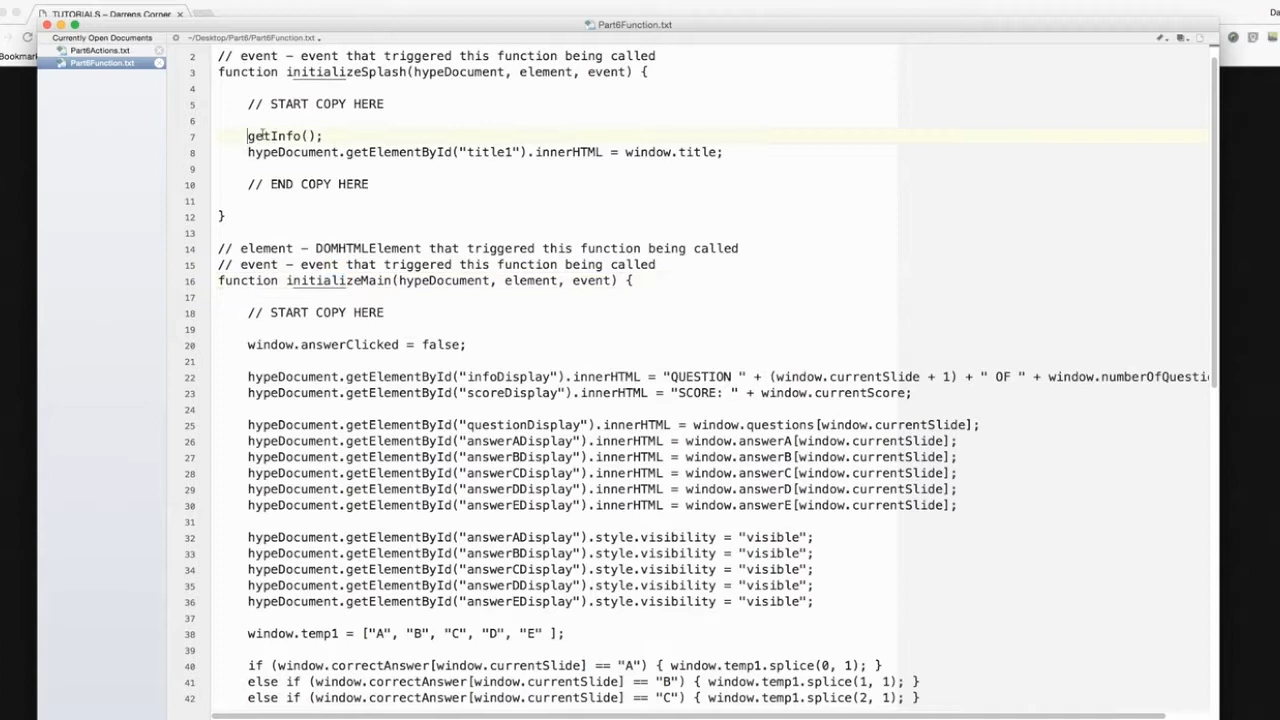 TUTORIALS – Darrens Corner
Da
Part6Function.txt
Currently Open Documents
~/Desktop/Part6/Part6Function.txt
Part6Actions.txt
Part6Function.txt
Bookmar
2 // event – event that triggered this function being called
3 function initializeSplash(hypeDocument, element, event) {
4
5 // START COPY HERE
6
7 getInfo();
8 hypeDocument.getElementById("title1").innerHTML = window.title;
9
10 // END COPY HERE
11
12 }
13
14 // element – DOMHTMLElement that triggered this function being called
15 // event – event that triggered this function being called
16 function initializeMain(hypeDocument, element, event) {
17
18 // START COPY HERE
19
20 window.answerClicked = false;
21
22 hypeDocument.getElementById("infoDisplay").innerHTML = "QUESTION " + (window.currentSlide + 1) + " OF " + window.numberOfQuesti
23 hypeDocument.getElementById("scoreDisplay").innerHTML = "SCORE: " + window.currentScore;
24
25 hypeDocument.getElementById("questionDisplay").innerHTML = window.questions[window.currentSlide];
26 hypeDocument.getElementById("answerADisplay").innerHTML = window.answerA[window.currentSlide];
27 hypeDocument.getElementById("answerBDisplay").innerHTML = window.answerB[window.currentSlide];
28 hypeDocument.getElementById("answerCDisplay").innerHTML = window.answerC[window.currentSlide];
29 hypeDocument.getElementById("answerDDisplay").innerHTML = window.answerD[window.currentSlide];
30 hypeDocument.getElementById("answerEDisplay").innerHTML = window.answerE[window.currentSlide];
31
32 hypeDocument.getElementById("answerADisplay").style.visibility = "visible";
33 hypeDocument.getElementById("answerBDisplay").style.visibility = "visible";
34 hypeDocument.getElementById("answerCDisplay").style.visibility = "visible";
35 hypeDocument.getElementById("answerDDisplay").style.visibility = "visible";
36 hypeDocument.getElementById("answerEDisplay").style.visibility = "visible";
37
38 window.temp1 = ["A", "B", "C", "D", "E" ];
39
40 if (window.correctAnswer[window.currentSlide] == "A") { window.temp1.splice(0, 1); }
41 else if (window.correctAnswer[window.currentSlide] == "B") { window.temp1.splice(1, 1); }
42 else if (window.correctAnswer[window.currentSlide] == "C") { window.temp1.splice(2, 1); }